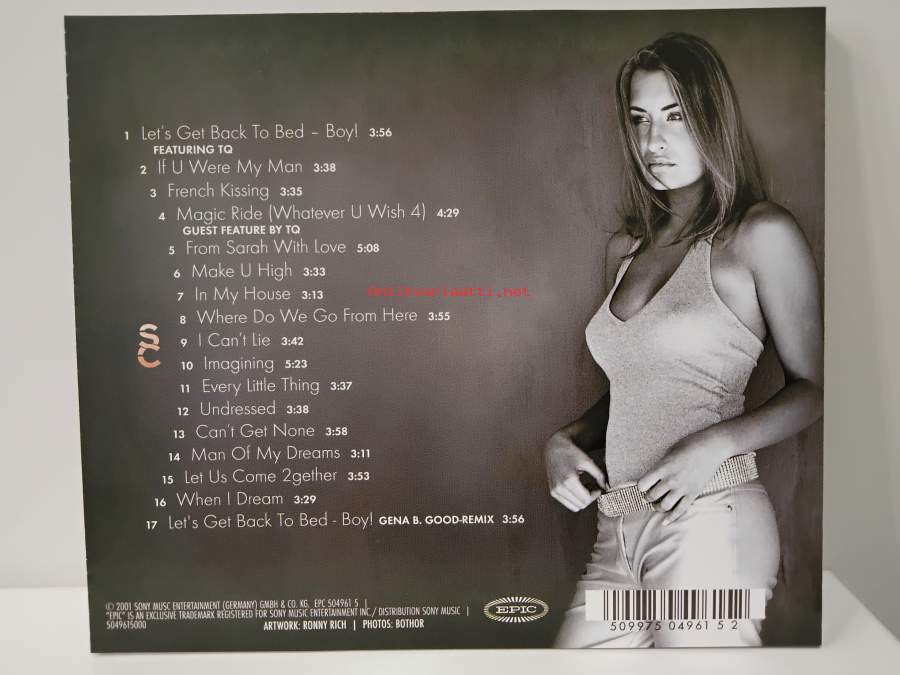 1 Let's Get Back To Bed – Boy! 3:56
FEATURING TQ
2 If U Were My Man 3:38
3 French Kissing 3:35
4 Magic Ride (Whatever U Wish 4) 4:29
GUEST FEATURE BY TQ
5 From Sarah With Love 5:08
6 Make U High 3:33
7 In My House 3:13
8 Where Do We Go From Here 3:55
9 I Can't Lie 3:42
10 Imagining 5:23
11 Every Little Thing 3:37
12 Undressed 3:38
13 Can't Get None 3:58
14 Man Of My Dreams 3:11
15 Let Us Come 2gether 3:53
16 When I Dream 3:29
17 Let's Get Back To Bed - Boy! GENA B. GOOD-REMIX 3:56
SC
© 2001 SONY MUSC ENTERTAINMENT (GERMANY) GMBH & CO. KG, EPC 504961 5 |
"EPIC" IS AN EXCLUSIVE TRADEMARK REGISTERED FOR SONY MUSIC ENTERTAINMENT INC./ DISTRIBUTION SONY MUSIC |
5049615000
ARTWORK: RONNY RICH | PHOTOS: BOTHOR
EPIC
5 099750 496152